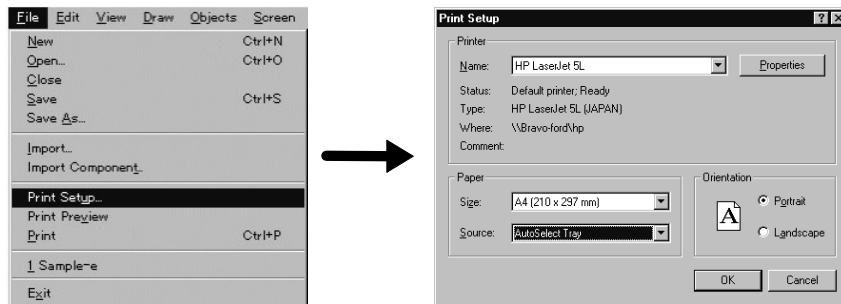 File Edit View Draw Objects Screen
New Ctrl+N
Open... Ctrl+O
Close
Save Ctrl+S
Save As...
Import...
Import Component..
Print Setup...
Print Preview
Print Ctrl+P
1 Sample-e
Exit
Print Setup
Printer
Name: HP LaserJet 5L Properties
Status: Default printer; Ready
Type: HP LaserJet 5L (JAPAN)
Where: \\Bravo-ford\hp
Comment:
Paper
Size: A4 (210 x 297 mm)
Source: AutoSelect Tray
Orientation
A
Portrait
Landscape
OK Cancel